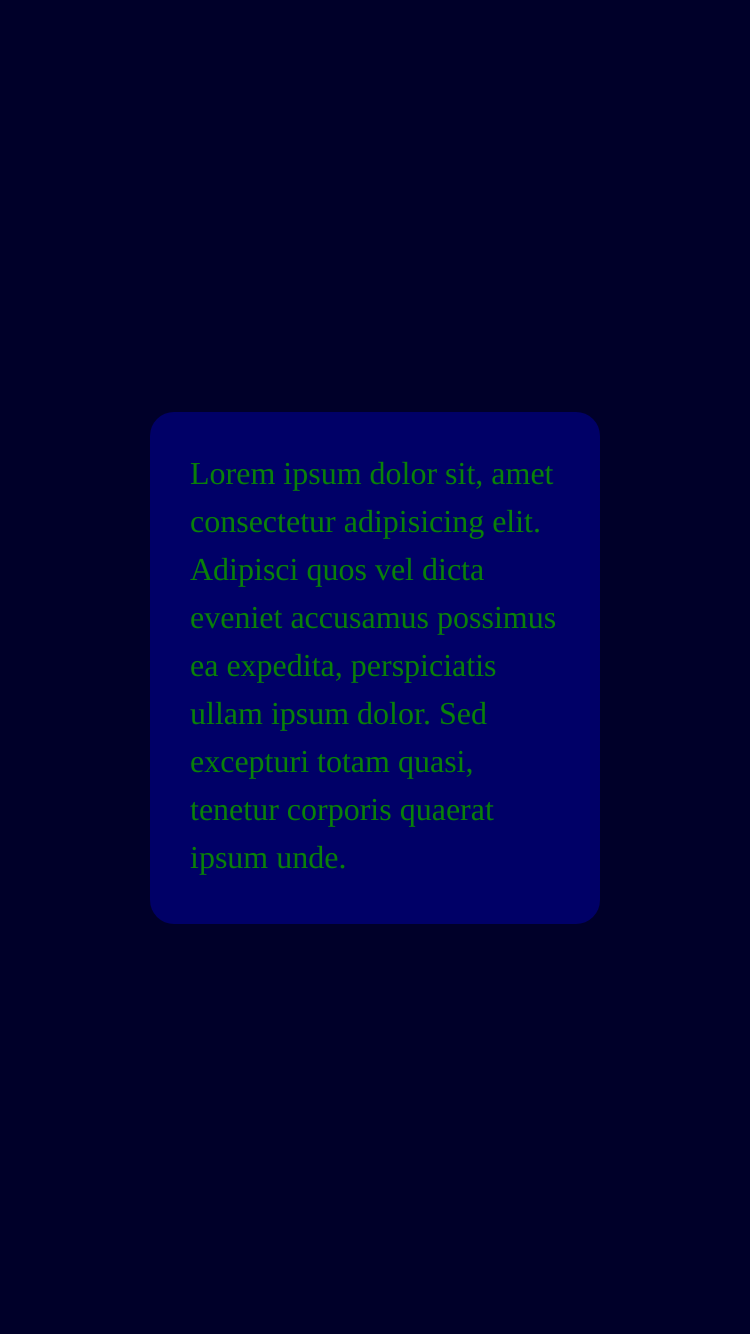 Lorem ipsum dolor sit, amet
consectetur adipisicing elit.
Adipisci quos vel dicta
eveniet accusamus possimus
ea expedita, perspiciatis
ullam ipsum dolor. Sed
excepturi totam quasi,
tenetur corporis quaerat
ipsum unde.